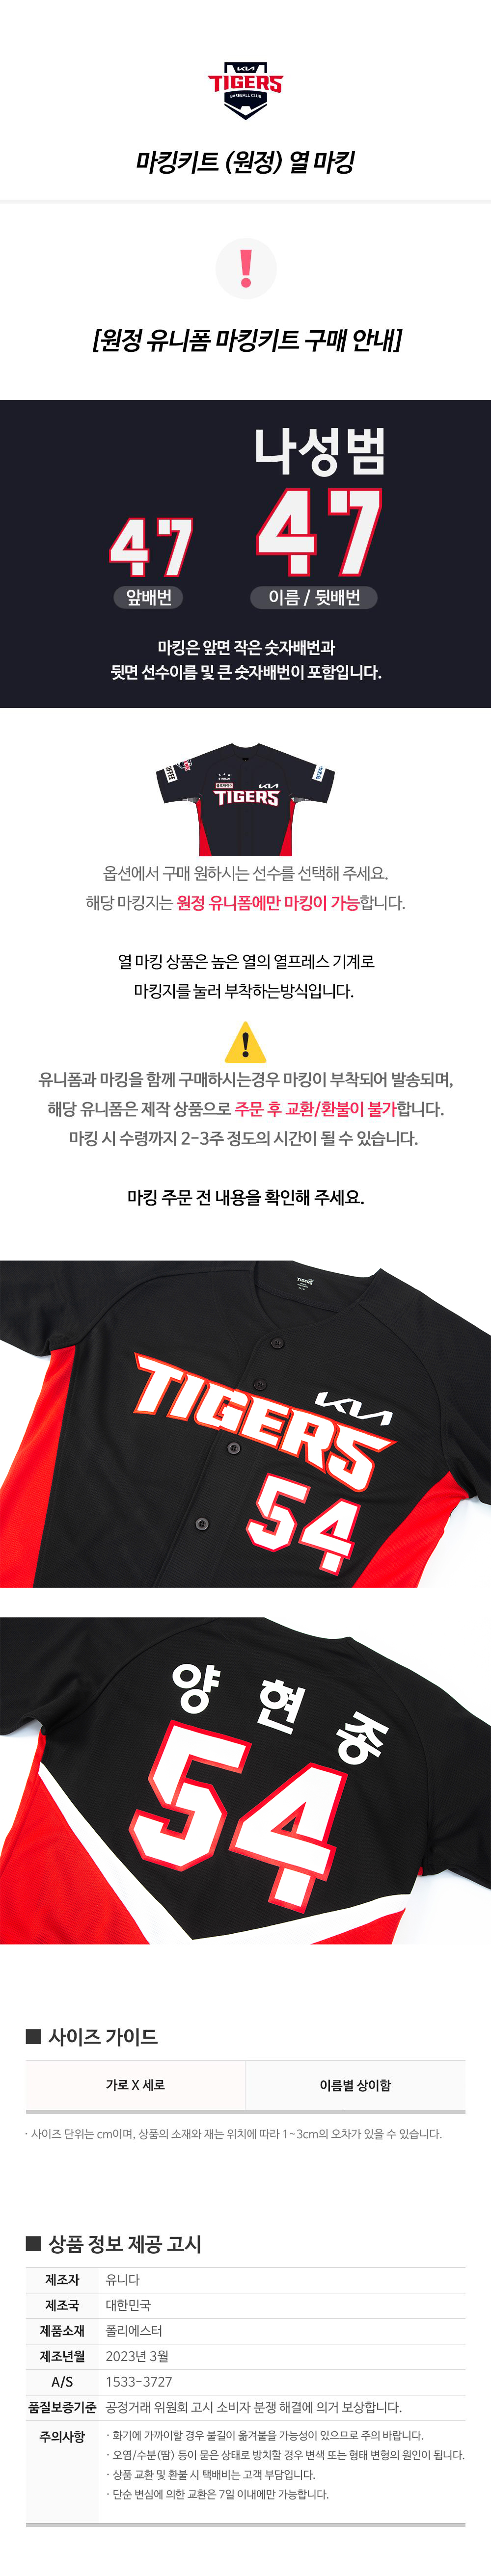 KIA
TIGERS
BASEBALL CLUB
마킹키트 (원정) 열 마킹
[원정 유니폼 마킹키트 구매 안내]
나성범
47
47
앞배번
이름 / 뒷배번
마킹은 앞면 작은 숫자배번과
뒷면 선수이름 및 큰 숫자배번이 포함입니다.
KIA
TIGERS
옵션에서 구매 원하시는 선수를 선택해 주세요.
해당 마킹지는 원정 유니폼에만 마킹이 가능합니다.
열 마킹 상품은 높은 열의 열프레스 기계로
마킹지를 눌러 부착하는방식입니다.
유니폼과 마킹을 함께 구매하시는경우 마킹이 부착되어 발송되며,
해당 유니폼은 제작 상품으로 주문 후 교환/환불이 불가합니다.
마킹 시 수령까지 2-3주 정도의 시간이 될 수 있습니다.
마킹 주문 전 내용을 확인해 주세요.
TIGERS
KIA
TIGERS
54
양현종
54
■ 사이즈 가이드
가로 X 세로 이름별 상이함
· 사이즈 단위는 cm이며, 상품의 소재와 재는 위치에 따라 1~3cm의 오차가 있을 수 있습니다.
■ 상품 정보 제공 고시
제조자 유니다
제조국 대한민국
제품소재 폴리에스터
제조년월 2023년 3월
A/S 1533-3727
품질보증기준 공정거래 위원회 고시 소비자 분쟁 해결에 의거 보상합니다.
주의사항 · 화기에 가까이할 경우 불길이 옮겨붙을 가능성이 있으므로 주의 바랍니다.
· 오염/수분(땀) 등이 묻은 상태로 방치할 경우 변색 또는 형태 변형의 원인이 됩니다.
· 상품 교환 및 환불 시 택배비는 고객 부담입니다.
· 단순 변심에 의한 교환은 7일 이내에만 가능합니다.